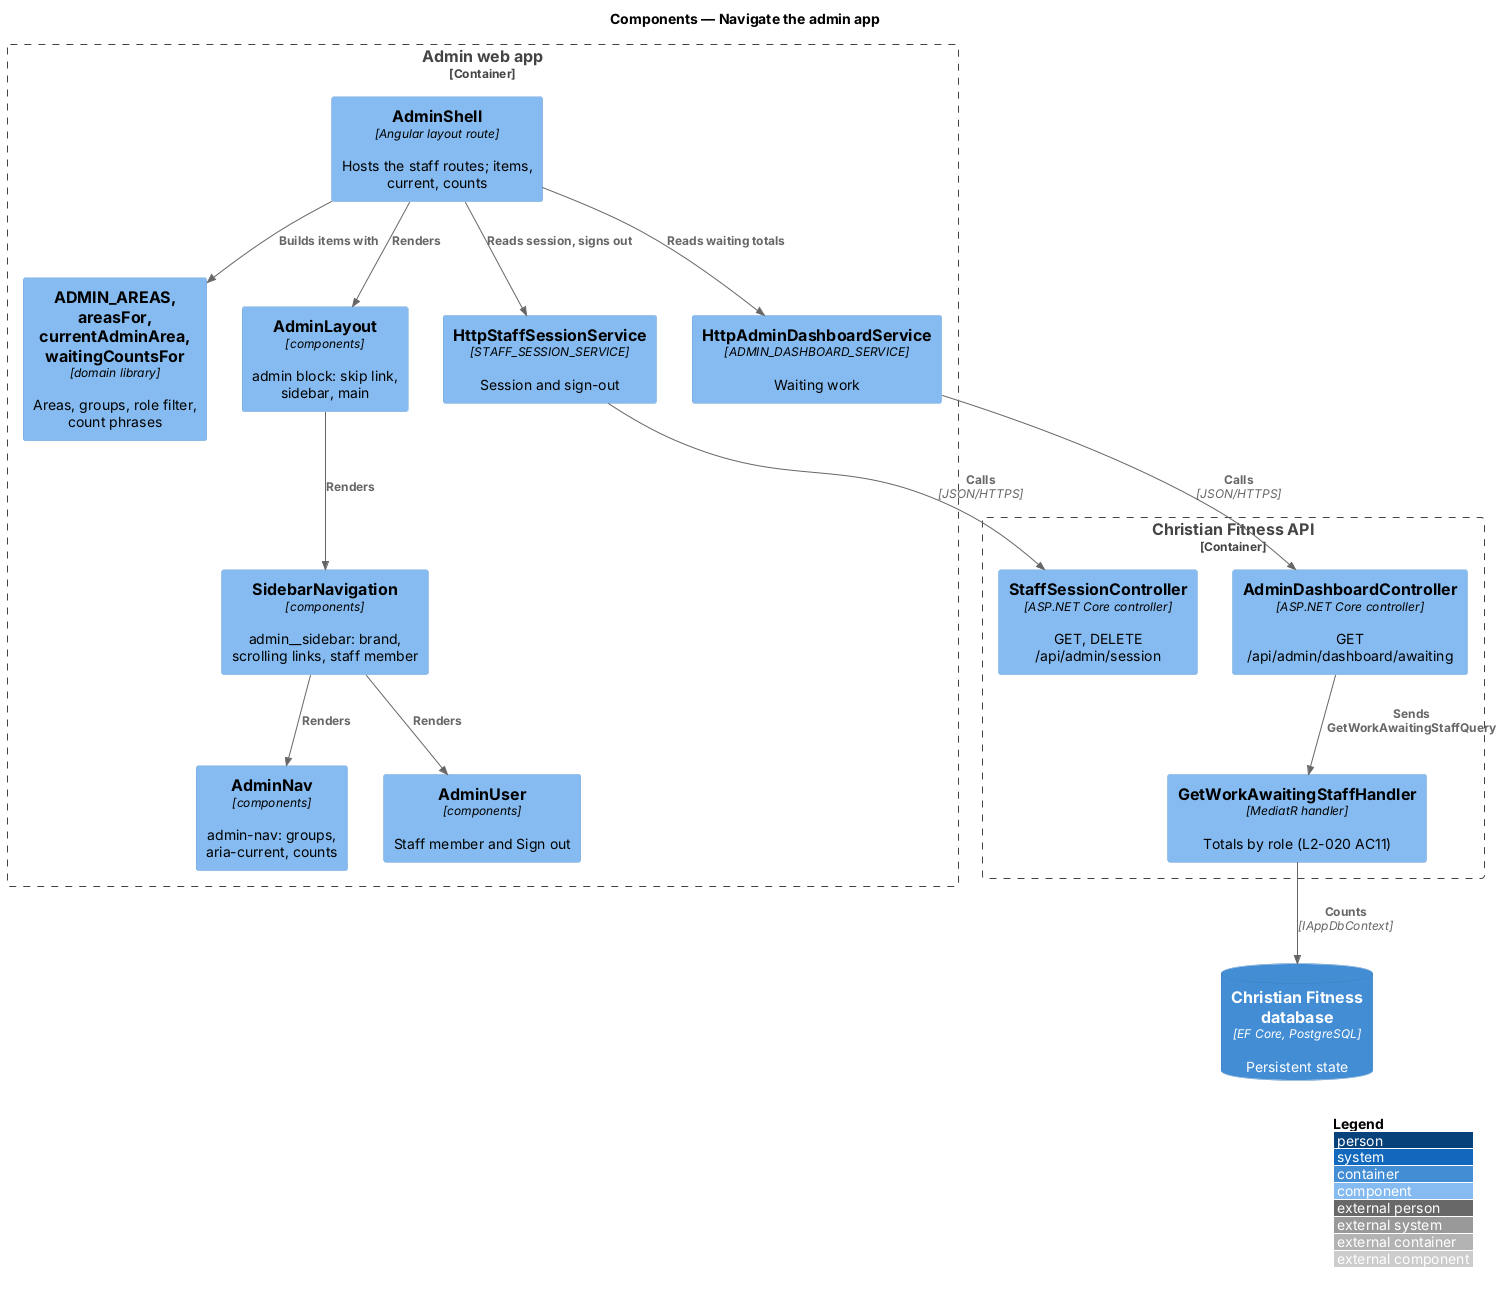 Components — Navigate the admin app
Admin web app
[Container]
AdminShell
[Angular layout route]
Hosts the staff routes; items,
current, counts
Builds items with
Renders
Reads session, signs out
Reads waiting totals
ADMIN_AREAS,
areasFor,
currentAdminArea,
waitingCountsFor
[domain library]
Areas, groups, role filter,
count phrases
AdminLayout
[components]
admin block: skip link,
sidebar, main
HttpStaffSessionService
[STAFF_SESSION_SERVICE]
Session and sign-out
HttpAdminDashboardService
[ADMIN_DASHBOARD_SERVICE]
Waiting work
Renders
Calls
[JSON/HTTPS]
Calls
[JSON/HTTPS]
Christian Fitness API
[Container]
SidebarNavigation
[components]
admin__sidebar: brand,
scrolling links, staff member
StaffSessionController
[ASP.NET Core controller]
GET, DELETE
/api/admin/session
AdminDashboardController
[ASP.NET Core controller]
GET
/api/admin/dashboard/awaiting
Renders
Renders
Sends
GetWorkAwaitingStaffQuery
AdminNav
[components]
admin-nav: groups,
aria-current, counts
AdminUser
[components]
Staff member and Sign out
GetWorkAwaitingStaffHandler
[MediatR handler]
Totals by role (L2-020 AC11)
Counts
[IAppDbContext]
Christian Fitness
database
[EF Core, PostgreSQL]
Persistent state
Legend
person
system
container
component
external person
external system
external container
external component